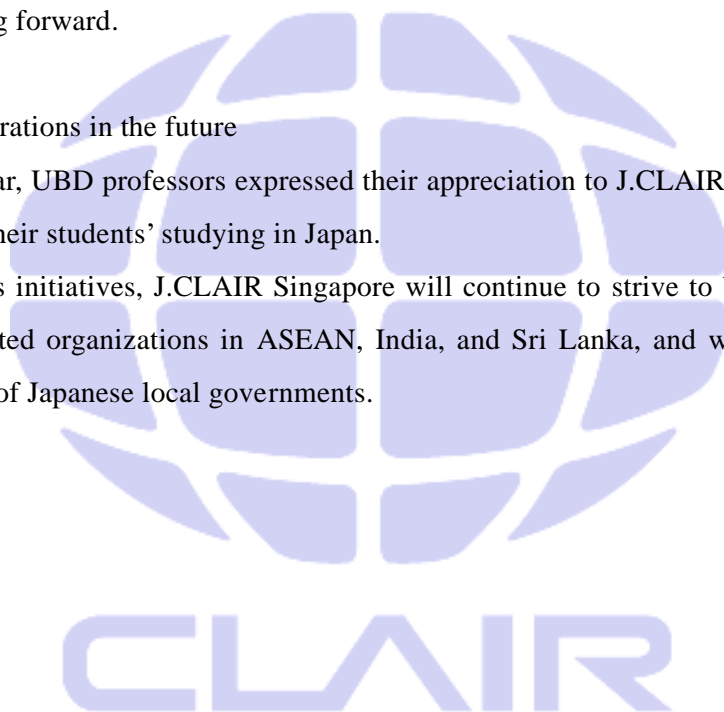 g forward.
rations in the future
ar, UBD professors expressed their appreciation to J.CLAIR
heir students’ studying in Japan.
s initiatives, J.CLAIR Singapore will continue to strive to
ted organizations in ASEAN, India, and Sri Lanka, and w
of Japanese local governments.
CLAIR